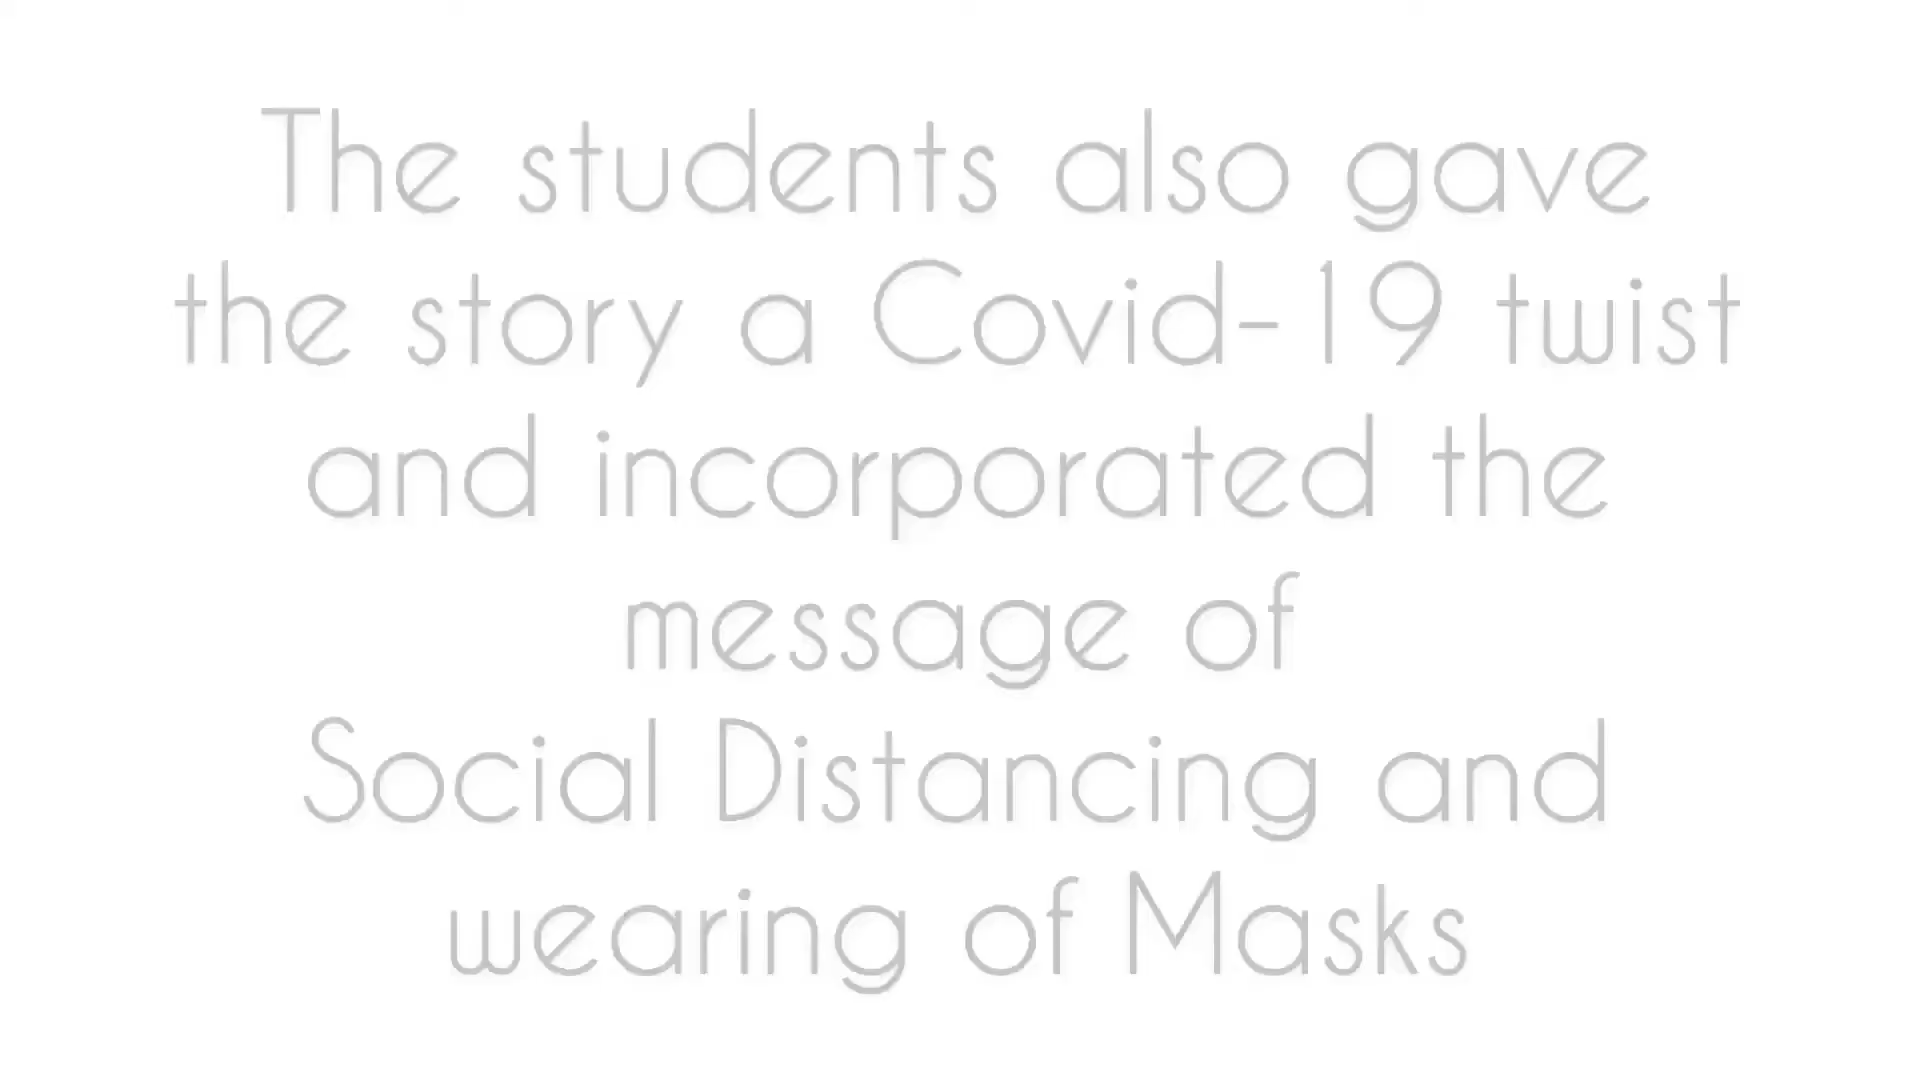 The students also gave
the story a Covid-19 twist
and incorporated the
message of
Social Distancing and
wearing of Masks